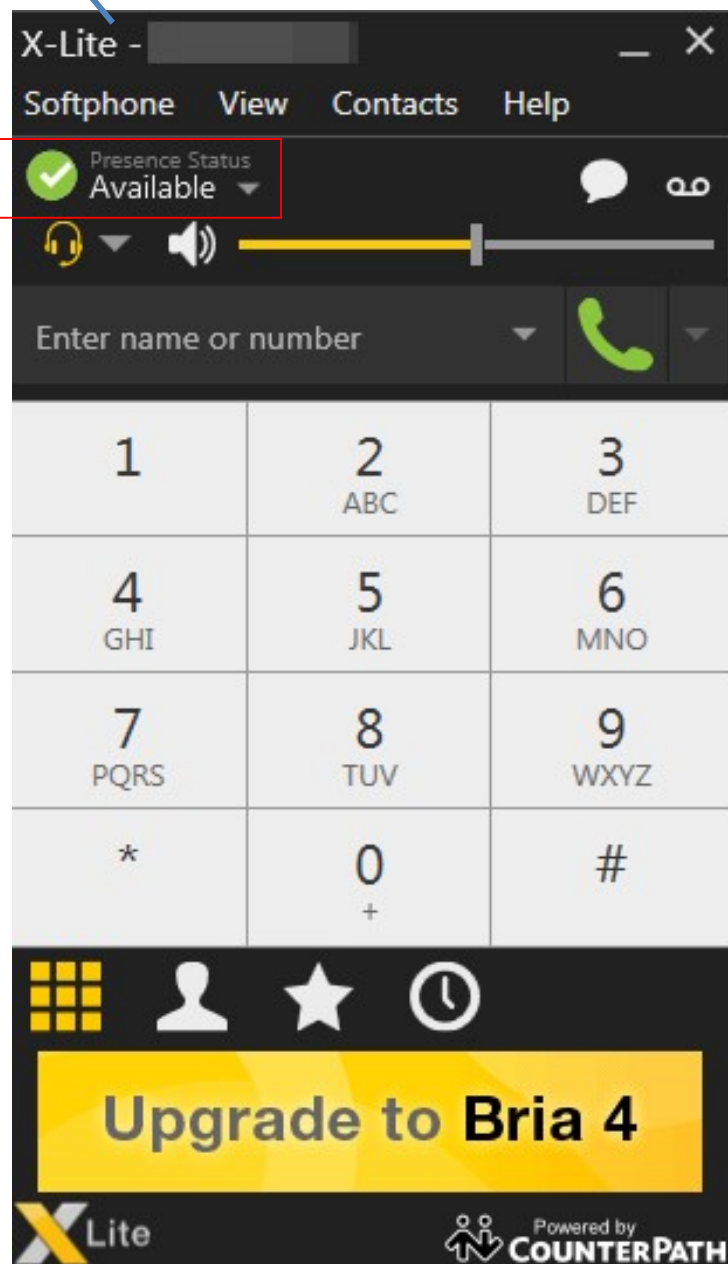 X-Lite -
Softphone View Contacts Help
Presence Status
Available
Enter name or number
1 2 3
ABC DEF
4 5 6
GHI JKL MNO
7 8 9
PQRS TUV WXYZ
* 0 #
+
Upgrade to Bria 4
XLite
Powered by
COUNTERPATH